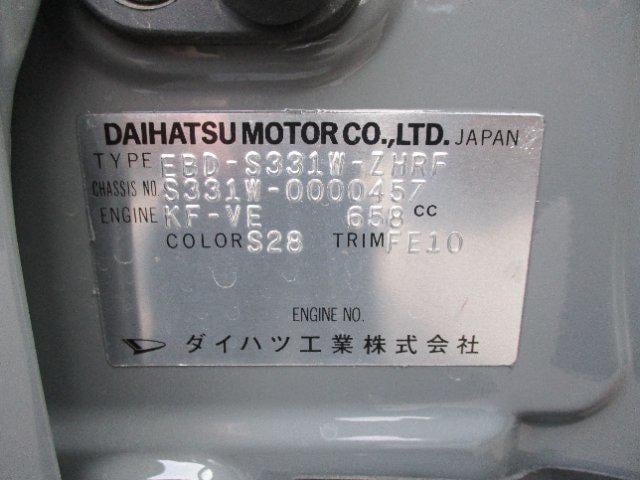 DAIHATSU MOTOR CO.,LTD. JAPAN
TYPE EBD-S331W-ZHRF
CHASSIS NO. S331W-0000457
ENGINE KF-VE 658 CC
COLOR S28 TRIM FE10
ENGINE NO.
ダイハツ工業株式会社